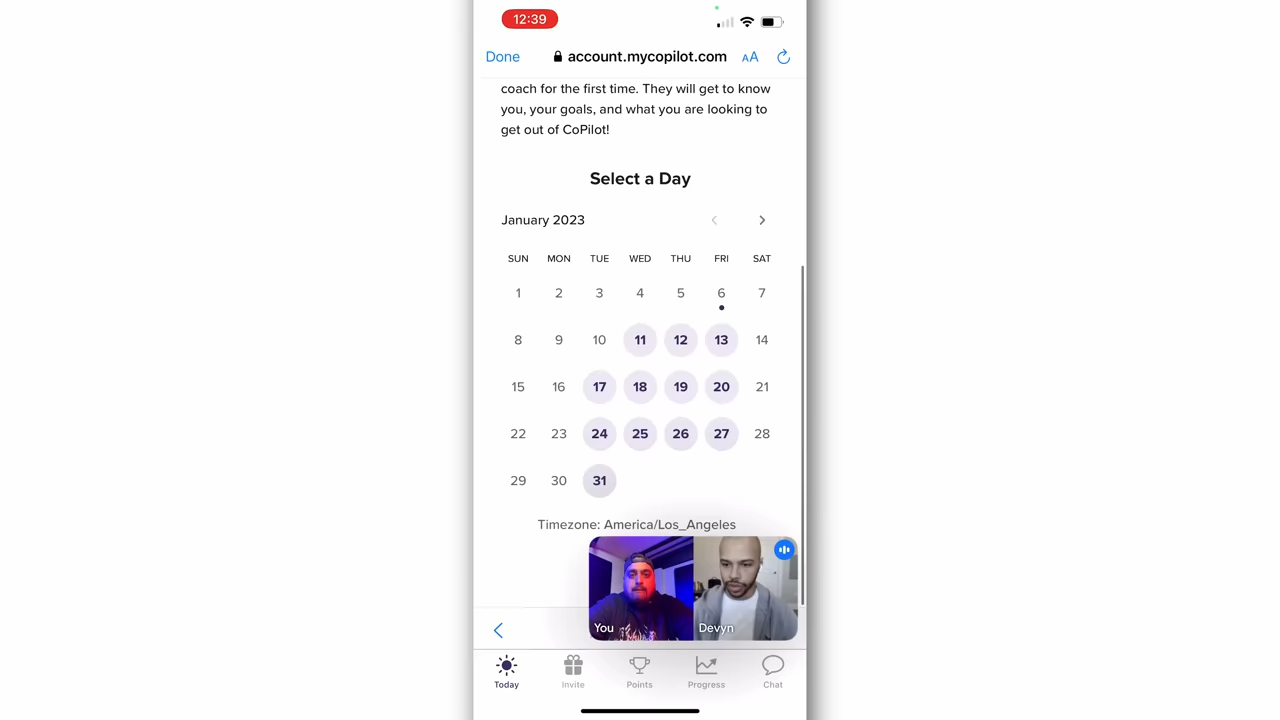 12:39
Done
account.mycopilot.com
AA
coach for the first time. They will get to know
you, your goals, and what you are looking to
get out of CoPilot!
Select a Day
January 2023
SUN MON TUE WED THU FRI SAT
1 2 3 4 5 6 7
8 9 10 11 12 13 14
15 16 17 18 19 20 21
22 23 24 25 26 27 28
29 30 31
Timezone: America/Los_Angeles
You
Devyn
Today
Invite
Points
Progress
Chat